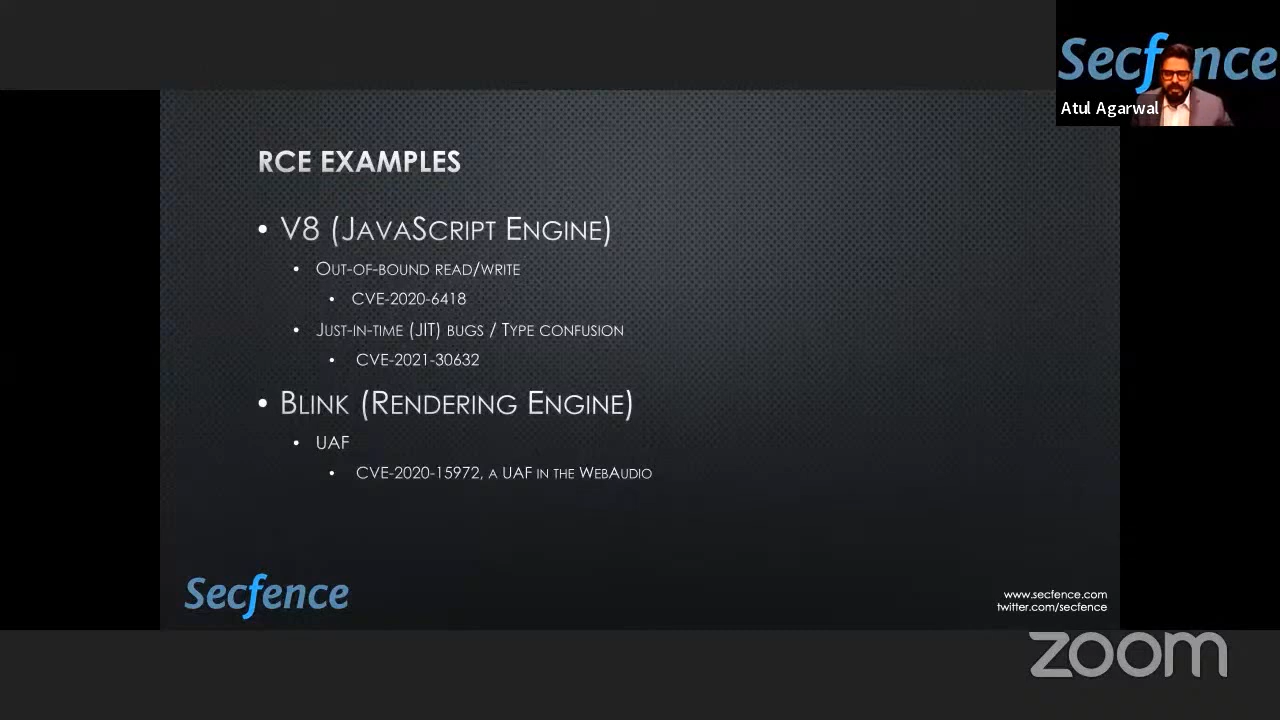 Secfence
Atul Agarwal
RCE EXAMPLES
• V8 (JAVASCRIPT ENGINE)
• OUT-OF-BOUND READ/WRITE
• CVE-2020-6418
• JUST-IN-TIME (JIT) BUGS / TYPE CONFUSION
• CVE-2021-30632
• BLINK (RENDERING ENGINE)
• UAF
• CVE-2020-15972, A UAF IN THE WEBAUDIO
Secfence
www.secfence.com
twitter.com/secfence
zoom